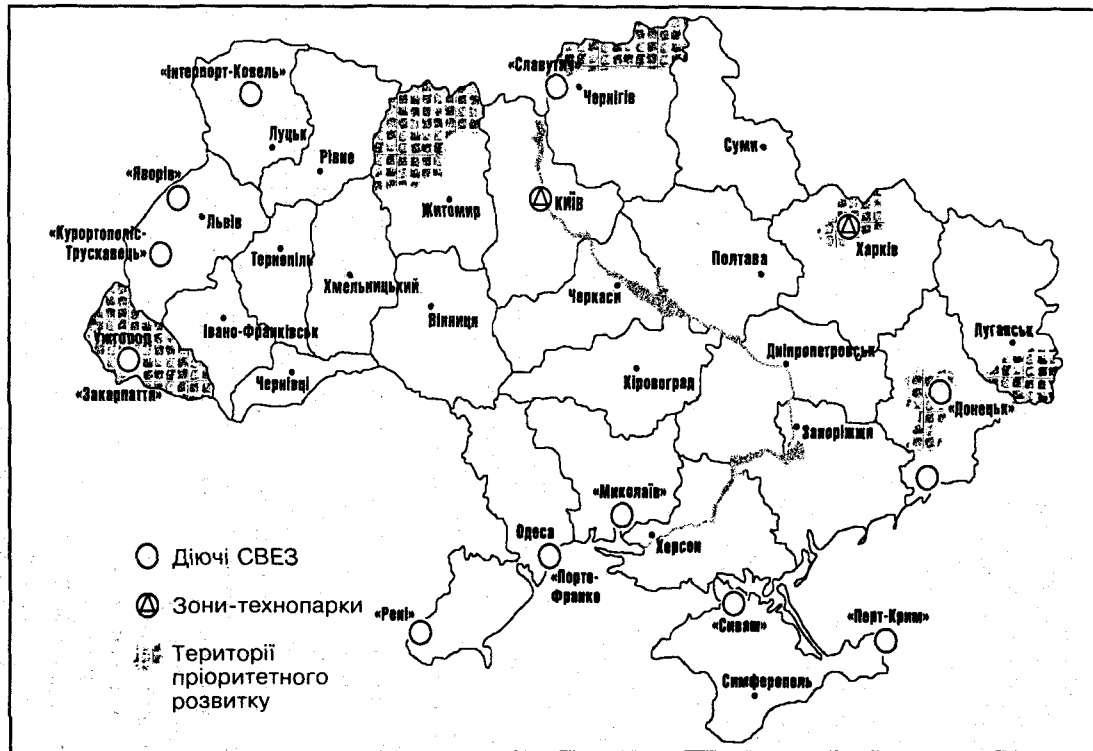 «Славутич»
«Інтерпорт-Ковель»
Чернігів
Луцьк
Суми
Рівне
«Яворів»
Житомир
КИЇВ
Львів
Харків
«Курортополіс-
Трускавець»
Тернопіль
Полтава
Хмельницький
Черкаси
Вінниця
Івано-Франківськ
Ужгород
Луганськ
Дніпропетровськ
Чернівці
Кіровоград
«Закарпаття»
«Донецьк»
Запоріжжя
«Миколаїв»
Одеса
Херсон
«Порто-
Франко
«Рені»
«Сиваш»
«Порт-Крим»
Симферополь
Діючі СВЕЗ
Зони-технопарки
Території
пріоритетного
розвитку